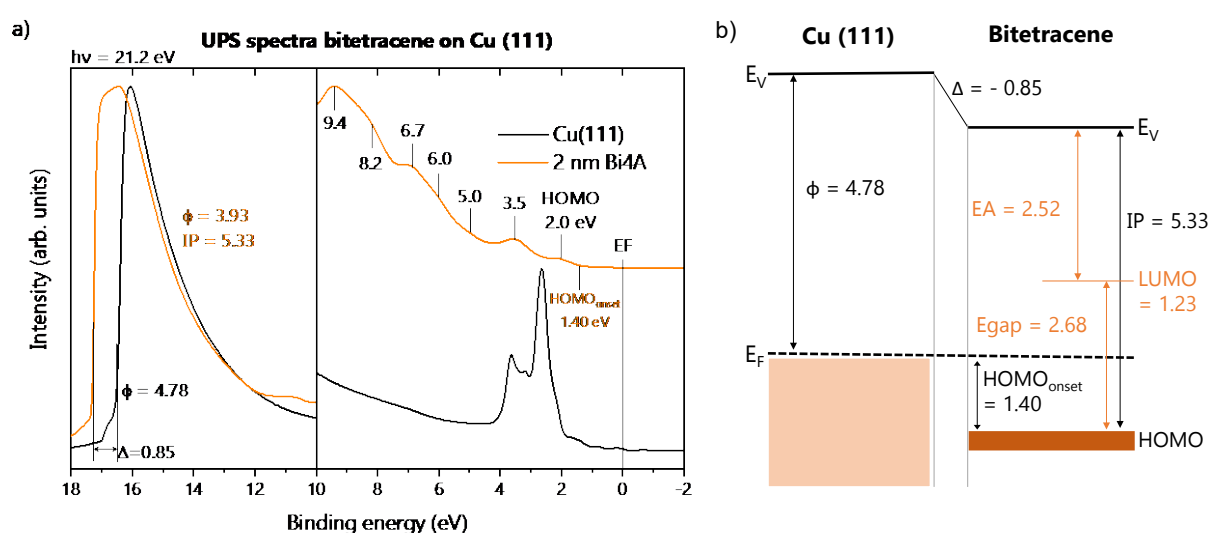 a)
UPS spectra bitetracene on Cu (111)
hν = 21.2 eV
Intensity (arb. units)
ϕ = 3.93
IP = 5.33
ϕ = 4.78
Δ=0.85
9.4
8.2
6.7
6.0
5.0
3.5
Cu(111)
2 nm Bi4A
HOMO
2.0 eV
EF
HOMOonset
1.40 eV
18 16 14 12 10 8 6 4 2 0 -2
Binding energy (eV)
b)
Cu (111)
Bitetracene
EV
Δ = - 0.85
EV
ϕ = 4.78
EA = 2.52
IP = 5.33
LUMO
= 1.23
Egap = 2.68
EF
HOMOonset
= 1.40
HOMO